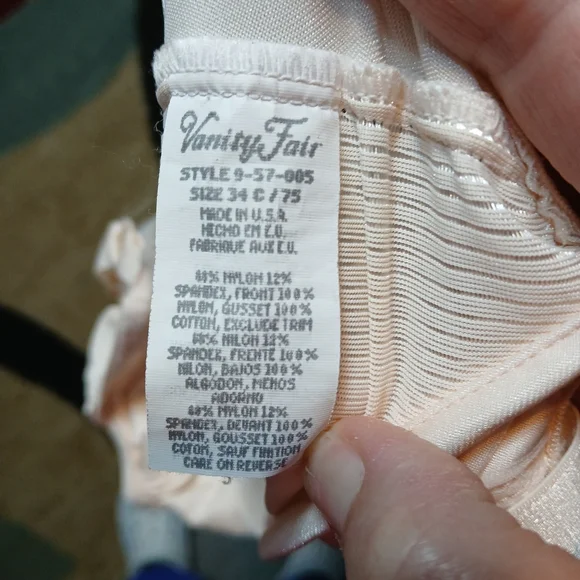 Vanity Fair
STYLE 9-57-005
SIZE 34 C / 75
MADE IN U.S.A.
HECHO EN E.U.
FABRIQUE AUX E.U.
88% NYLON 12%
SPANDEX, FRONT 100%
NYLON, GUSSET 100%
COTTON, EXCLUDE TRIM
88% NILON 12%
SPANDEX, FRENTE 100%
NILON, BAJOS 100%
ALGODON, MENOS
ADORNO
88% NYLON 12%
SPANDEX, DEVANT 100%
NYLON, GOUSSET 100%
COTON, SAUF FINITION
CARE ON REVERSE